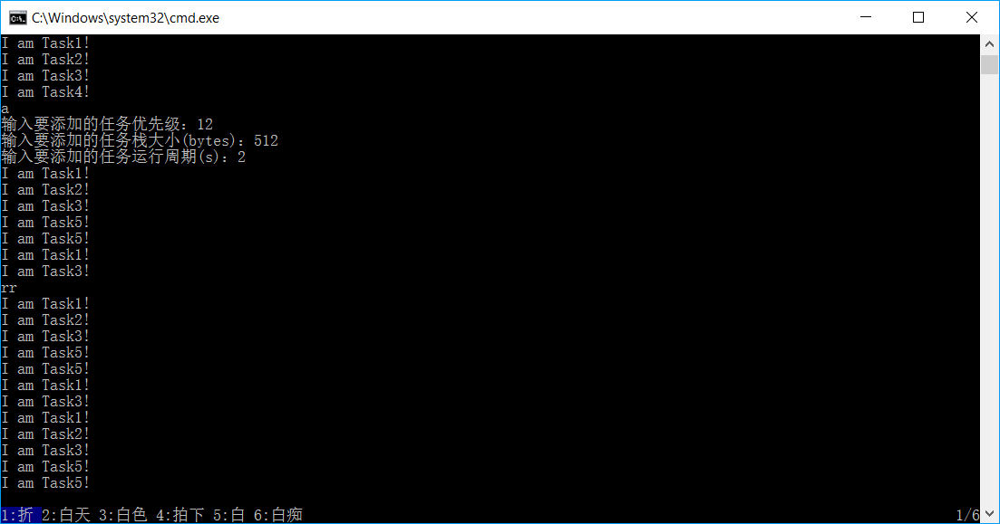 C:\Windows\system32\cmd.exe
I am Task1!
I am Task2!
I am Task3!
I am Task4!
a
输入要添加的任务优先级：12
输入要添加的任务栈大小(bytes)：512
输入要添加的任务运行周期(s)：2
I am Task1!
I am Task2!
I am Task3!
I am Task5!
I am Task5!
I am Task1!
I am Task3!
rr
I am Task1!
I am Task2!
I am Task3!
I am Task5!
I am Task5!
I am Task1!
I am Task3!
I am Task1!
I am Task2!
I am Task3!
I am Task5!
I am Task5!
1:折 2:白天 3:白色 4:拍下 5:白 6:白痴 1/6